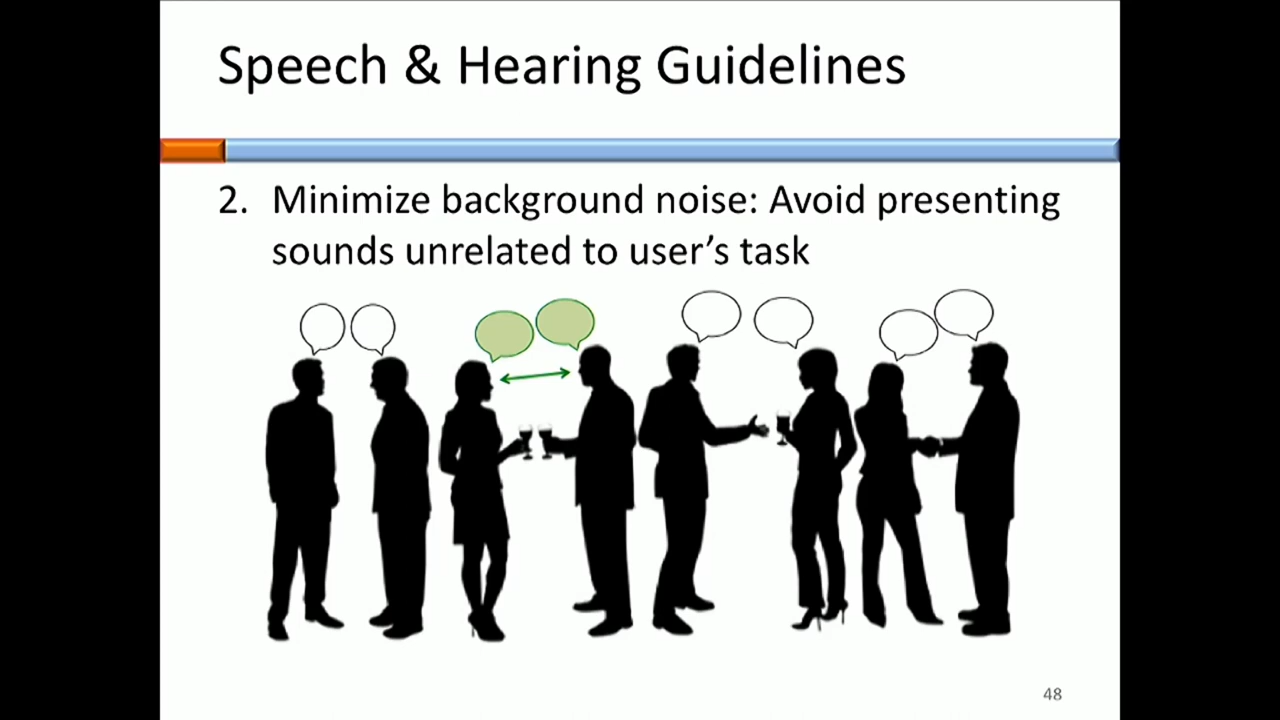 Speech & Hearing Guidelines
2. Minimize background noise: Avoid presenting
sounds unrelated to user’s task
48